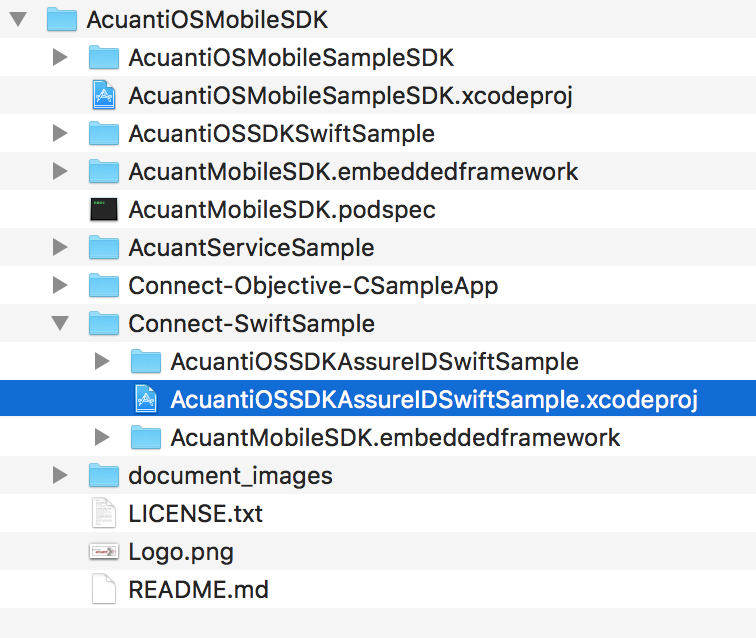 AcuantiOSMobileSDK
AcuantiOSMobileSampleSDK
AcuantiOSMobileSampleSDK.xcodeproj
AcuantiOSSDKSwiftSample
AcuantMobileSDK.embeddedframework
AcuantMobileSDK.podspec
AcuantServiceSample
Connect-Objective-CSampleApp
Connect-SwiftSample
AcuantiOSSDKAssureIDSwiftSample
AcuantiOSSDKAssureIDSwiftSample.xcodeproj
AcuantMobileSDK.embeddedframework
document_images
LICENSE.txt
Logo.png
README.md